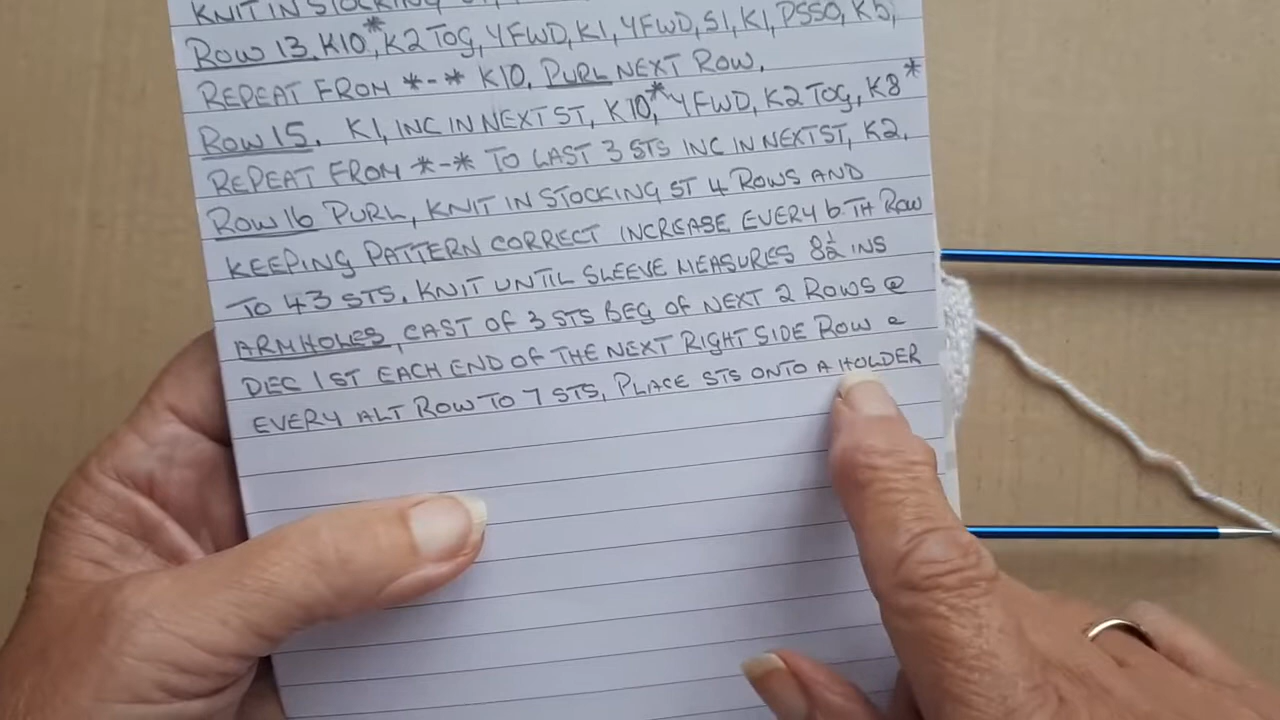 KNIT IN STOCKING
ROW 13. K10,*K2 TOG, YFWD, K1, YFWD, S1, K1, PSSO, K5,
REPEAT FROM *-* K10. PURL NEXT ROW.
ROW 15. K1, INC IN NEXT ST, K10,* YFWD, K2 TOG, K8*
REPEAT FROM *-* TO LAST 3 STS INC IN NEXT ST, K2.
ROW 16 PURL, KNIT IN STOCKING ST 4 ROWS AND
KEEPING PATTERN CORRECT INCREASE EVERY 6TH ROW
TO 43 STS. KNIT UNTIL SLEEVE MEASURES 8½ INS
ARMHOLES, CAST OF 3 STS BEG OF NEXT 2 ROWS @
DEC 1 ST EACH END OF THE NEXT RIGHT SIDE ROW @
EVERY ALT ROW TO 7 STS, PLACE STS ONTO A HOLDER